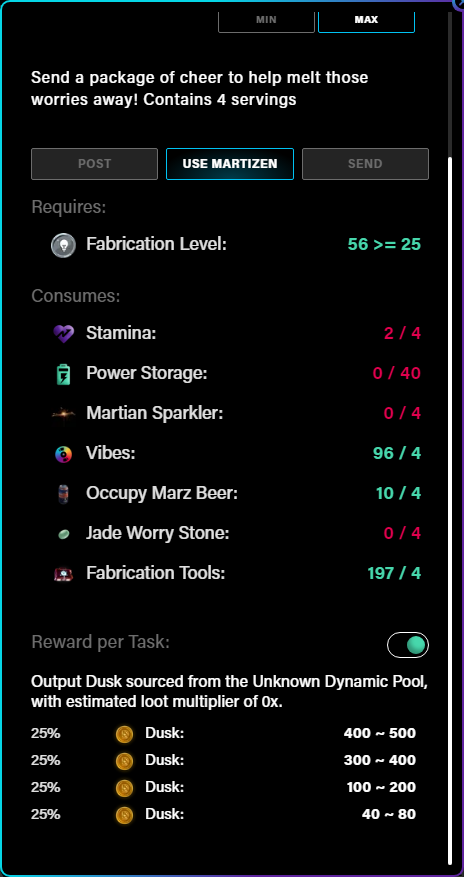 MIN MAX
Send a package of cheer to help melt those
worries away! Contains 4 servings
POST USE MARTIZEN SEND
Requires:
Fabrication Level: 56 >= 25
Consumes:
Stamina: 2 / 4
Power Storage: 0 / 40
Martian Sparkler: 0 / 4
Vibes: 96 / 4
Occupy Marz Beer: 10 / 4
Jade Worry Stone: 0 / 4
Fabrication Tools: 197 / 4
Reward per Task:
Output Dusk sourced from the Unknown Dynamic Pool,
with estimated loot multiplier of 0x.
25% Dusk: 400 ~ 500
25% Dusk: 300 ~ 400
25% Dusk: 100 ~ 200
25% Dusk: 40 ~ 80